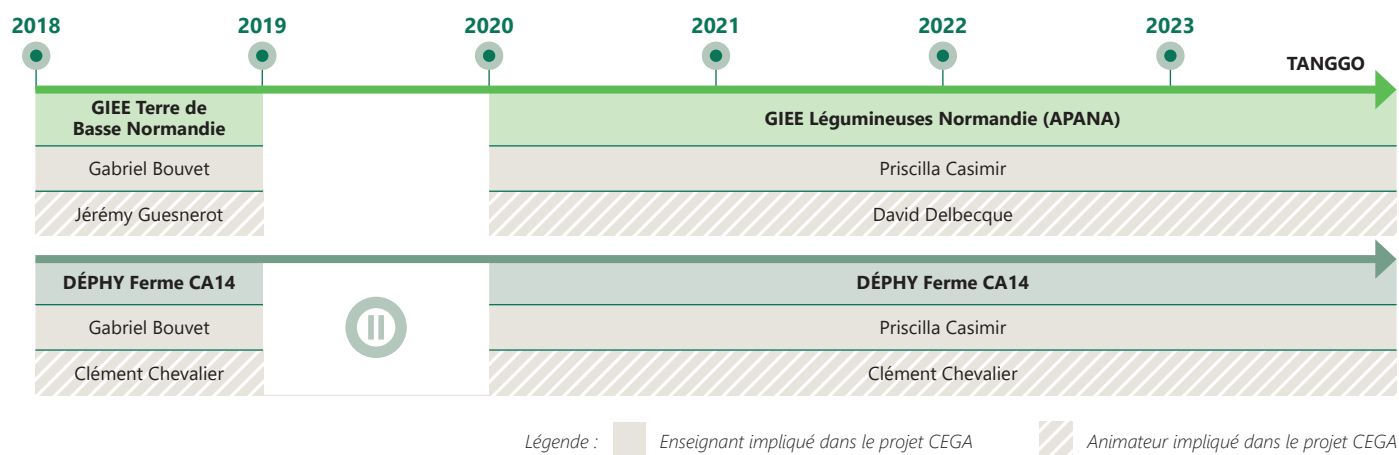 2018 2019 2020 2021 2022 2023
TANGGO
GIEE Terre de
Basse Normandie
GIEE Légumineuses Normandie (APANA)
Gabriel Bouvet
Priscilla Casimir
Jérémy Guesnerot
David Delbecque
DÉPHY Ferme CA14
DÉPHY Ferme CA14
Gabriel Bouvet
Priscilla Casimir
Clément Chevalier
Clément Chevalier
Légende : Enseignant impliqué dans le projet CEGA Animateur impliqué dans le projet CEGA